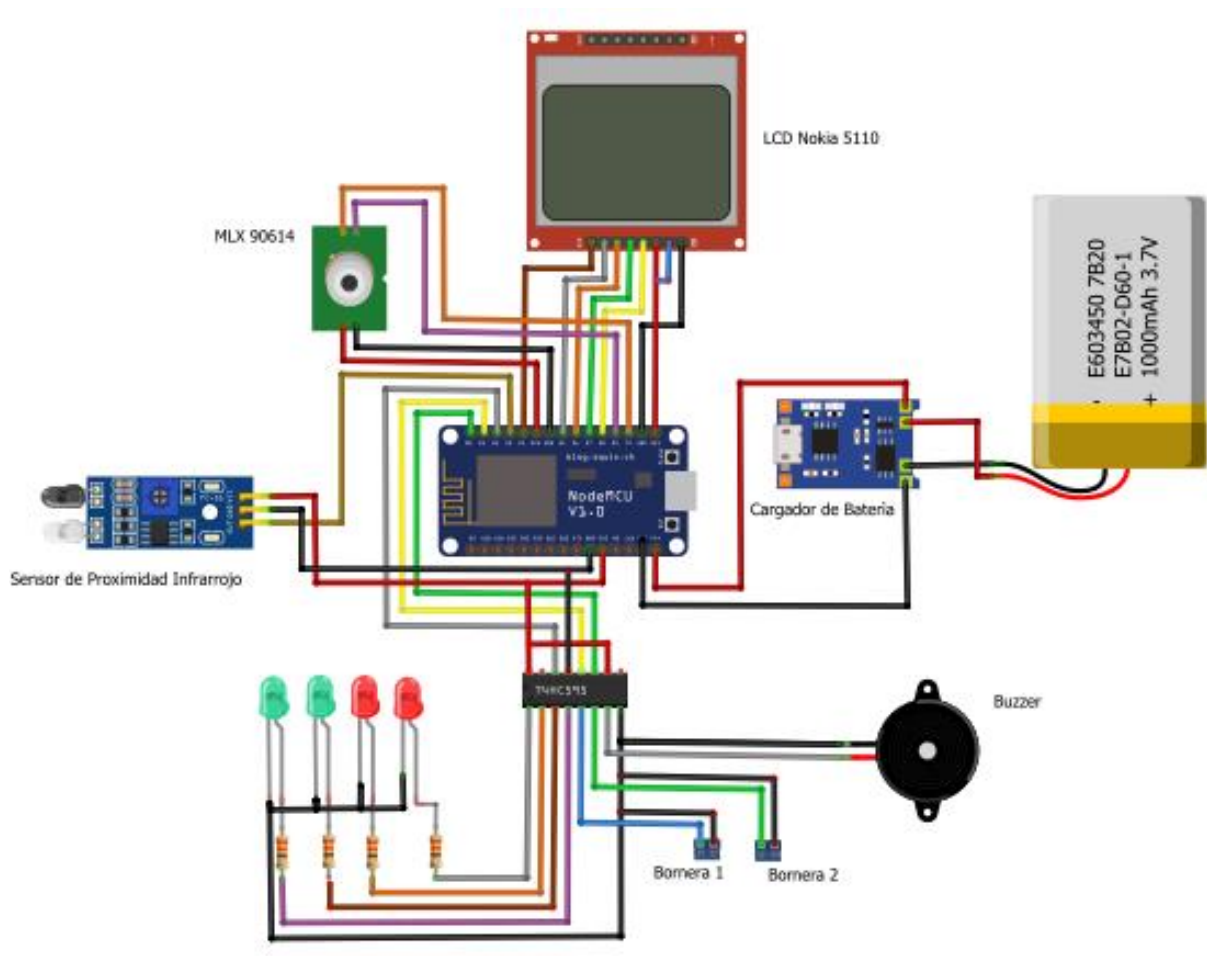 LCD Nokia 5110
MLX 90614
E603450 7B20
E7B02-D60-1
- + 1000mAh 3.7V
NodeMCU
V1.0
Cargador de Batería
Sensor de Proximidad Infrarrojo
74HC595
Buzzer
Bornera 1
Bornera 2